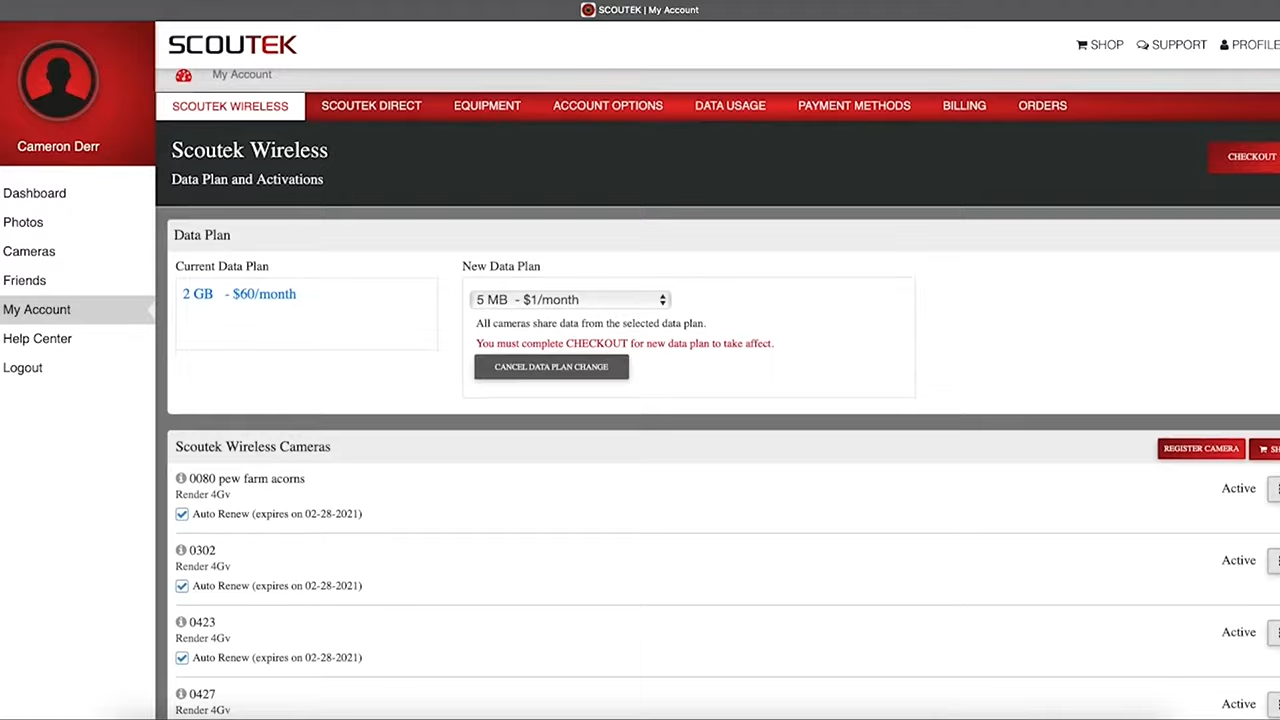 SCOUTEK | My Account
SCOUTEK
SHOP SUPPORT PROFILE
My Account
SCOUTEK WIRELESS SCOUTEK DIRECT EQUIPMENT ACCOUNT OPTIONS DATA USAGE PAYMENT METHODS BILLING ORDERS
Cameron Derr
Dashboard
Photos
Cameras
Friends
My Account
Help Center
Logout
Scoutek Wireless
Data Plan and Activations
CHECKOUT
Data Plan
Current Data Plan
2 GB - $60/month
New Data Plan
5 MB - $1/month
All cameras share data from the selected data plan.
You must complete CHECKOUT for new data plan to take affect.
CANCEL DATA PLAN CHANGE
Scoutek Wireless Cameras
REGISTER CAMERA
0080 pew farm acorns
Render 4Gv
Auto Renew (expires on 02-28-2021)
Active
0302
Render 4Gv
Auto Renew (expires on 02-28-2021)
Active
0423
Render 4Gv
Auto Renew (expires on 02-28-2021)
Active
0427
Render 4Gv
Active